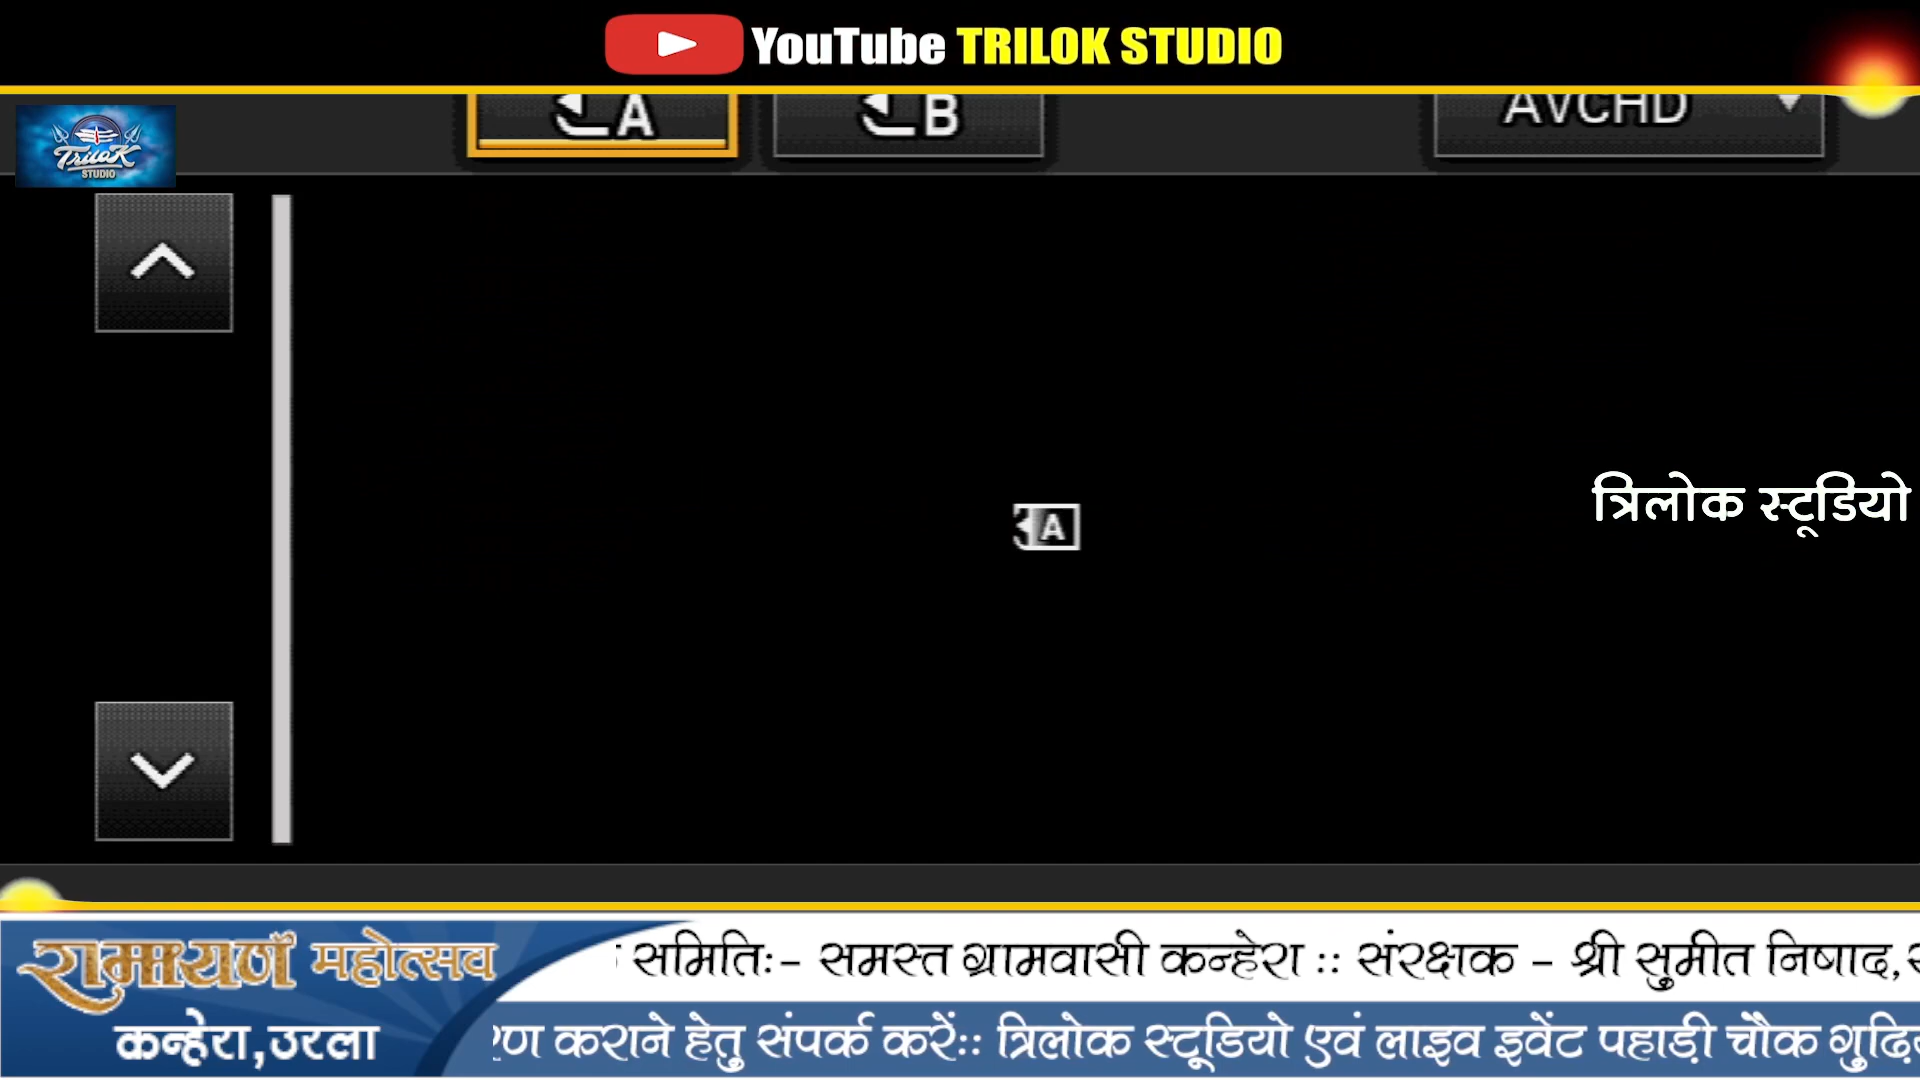 YouTube TRILOK STUDIO
A
B
AVCHD
TriloK
STUDIO
A
त्रिलोक स्टूडियो
रामायण महोत्सव
कन्हेरा,उरला
समिति:- समस्त ग्रामवासी कन्हेरा :: संरक्षक - श्री सुमीत निषाद,
कराने हेतु संपर्क करें:: त्रिलोक स्टूडियो एवं लाइव इवेंट पहाड़ी चौक